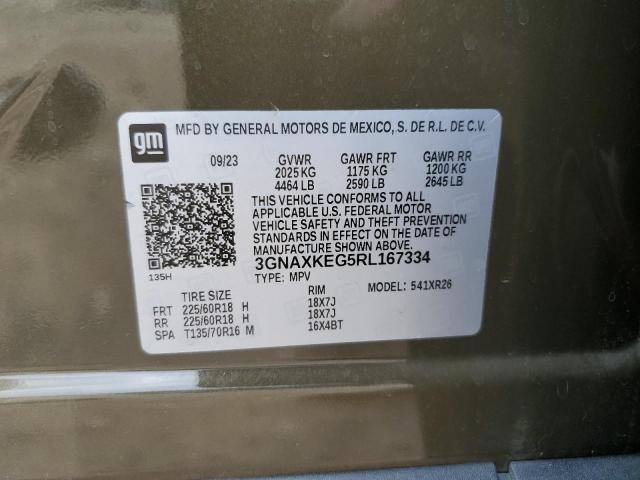 gm MFD BY GENERAL MOTORS DE MEXICO, S. DE R.L. DE C.V.
09/23 GVWR GAWR FRT GAWR RR
2025 KG 1175 KG 1200 KG
4464 LB 2590 LB 2645 LB
THIS VEHICLE CONFORMS TO ALL
APPLICABLE U.S. FEDERAL MOTOR
VEHICLE SAFETY AND THEFT PREVENTION
STANDARDS IN EFFECT ON THE DATE OF
MANUFACTURE SHOWN ABOVE.
3GNAXKEG5RL167334
135H TYPE: MPV MODEL: 541XR26
TIRE SIZE RIM
FRT 225/60R18 H 18X7J
RR 225/60R18 H 18X7J
SPA T135/70R16 M 16X4BT